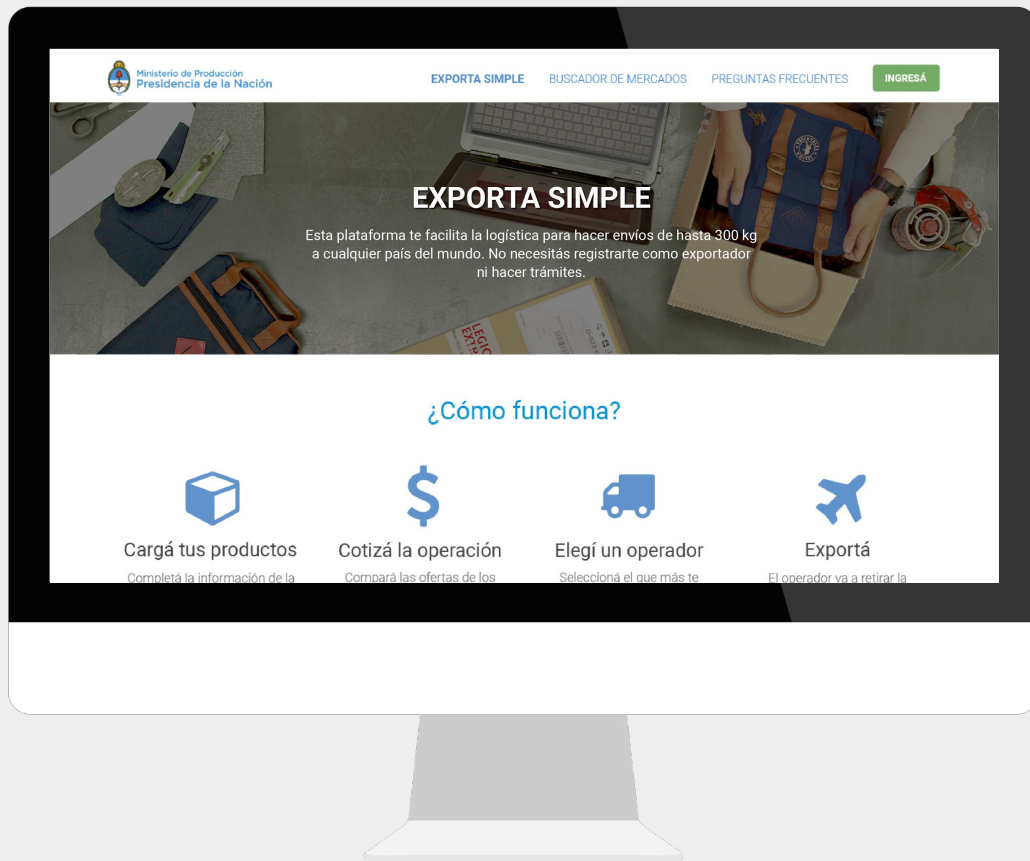 Ministerio de Producción
Presidencia de la Nación
EXPORTA SIMPLE
BUSCADOR DE MERCADOS
PREGUNTAS FRECUENTES
INGRESÁ
EXPORTA SIMPLE
Esta plataforma te facilita la logística para hacer envíos de hasta 300 kg
a cualquier país del mundo. No necesitás registrarte como exportador
ni hacer trámites.
¿Cómo funciona?
Cargá tus productos
Completá la información de la
Cotizá la operación
Compará las ofertas de los
Elegí un operador
Seleccioná el que más te
Exportá
El operador va a retirar la